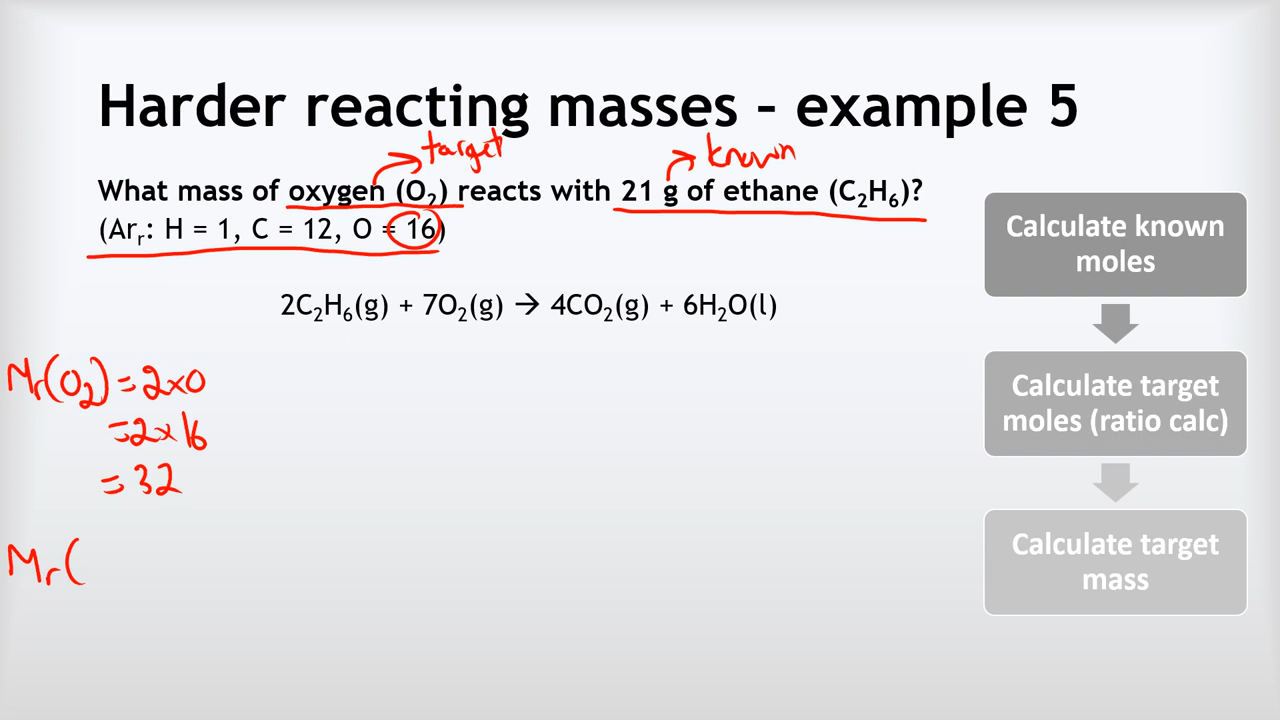 Harder reacting masses – example 5
target
known
What mass of oxygen (O₂) reacts with 21 g of ethane (C₂H₆)?
(Arᵣ: H = 1, C = 12, O = 16)
2C₂H₆(g) + 7O₂(g) → 4CO₂(g) + 6H₂O(l)
Mr(O₂) = 2×O
= 2×16
= 32
Mr(
Calculate known
moles
Calculate target
moles (ratio calc)
Calculate target
mass